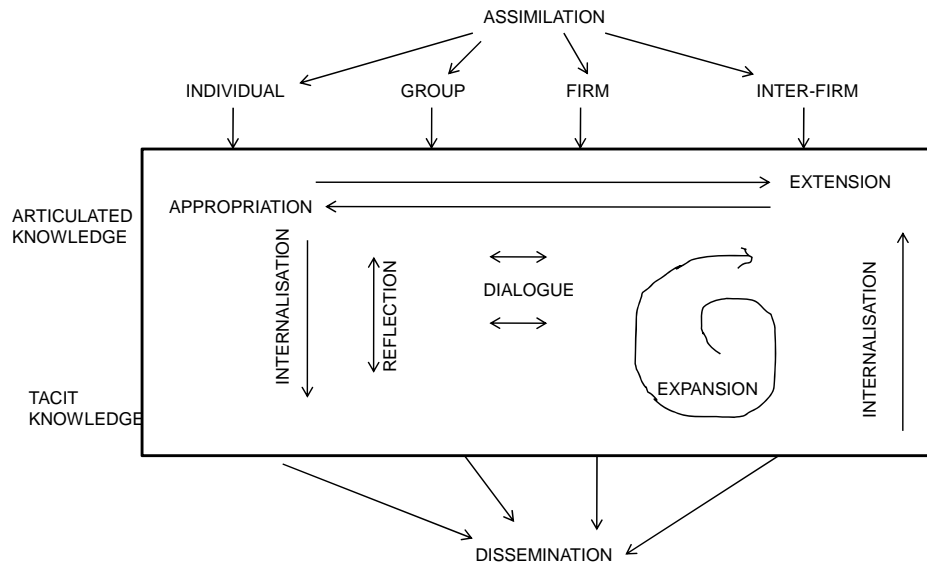 ASSIMILATION
INDIVIDUAL
GROUP
FIRM
INTER-FIRM
EXTENSION
APPROPRIATION
ARTICULATED
KNOWLEDGE
INTERNALISATION
REFLECTION
DIALOGUE
EXPANSION
INTERNALISATION
TACIT
KNOWLEDGE
DISSEMINATION